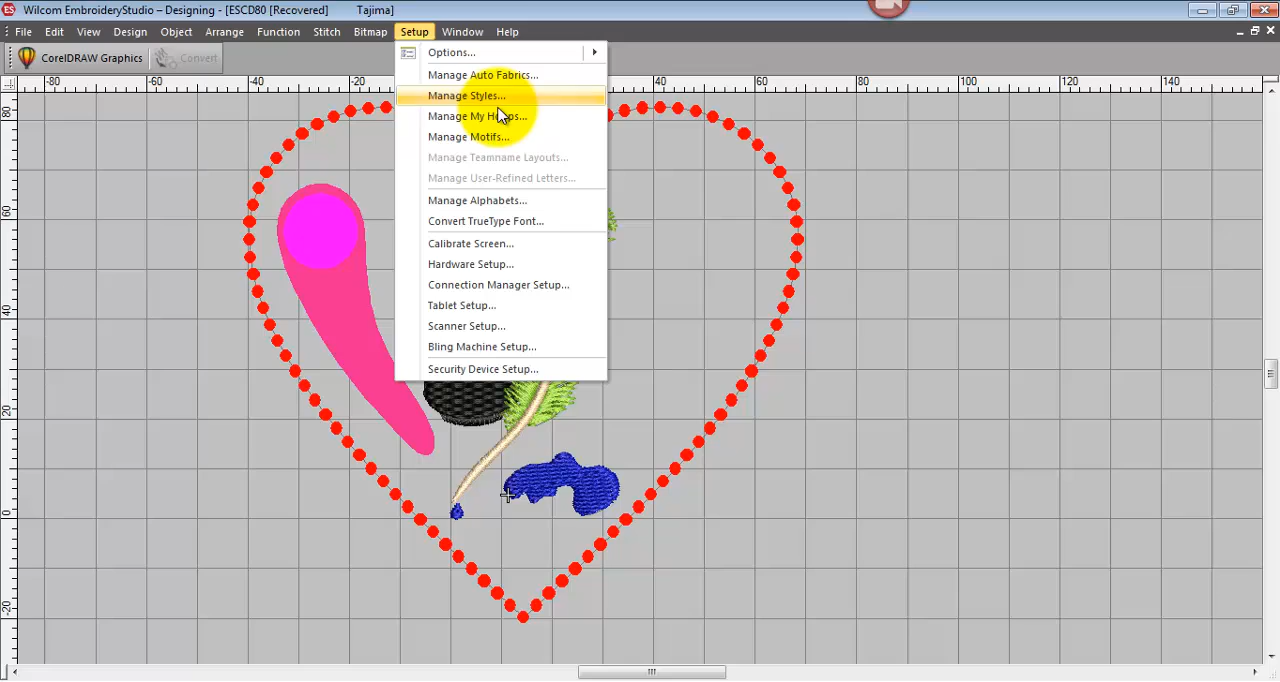 Wilcom EmbroideryStudio – Designing - [ESCD80 [Recovered] Tajima]
File Edit View Design Object Arrange Function Stitch Bitmap Setup Window Help
CorelDRAW Graphics Convert
Options...
Manage Auto Fabrics...
Manage Styles...
Manage My Hoops...
Manage Motifs...
Manage Teamname Layouts...
Manage User-Refined Letters...
Manage Alphabets...
Convert TrueType Font...
Calibrate Screen...
Hardware Setup...
Connection Manager Setup...
Tablet Setup...
Scanner Setup...
Bling Machine Setup...
Security Device Setup...
-60 -40 -20 40 60 80 100 120 140
80
60
40
20
0
-20